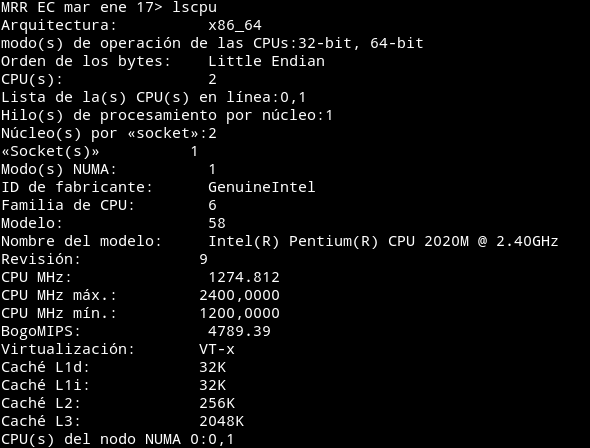 MRR EC mar ene 17> lscpu
Arquitectura:          x86_64
modo(s) de operación de las CPUs:32-bit, 64-bit
Orden de los bytes:    Little Endian
CPU(s):                2
Lista de la(s) CPU(s) en línea:0,1
Hilo(s) de procesamiento por núcleo:1
Núcleo(s) por «socket»:2
«Socket(s)»          1
Modo(s) NUMA:          1
ID de fabricante:      GenuineIntel
Familia de CPU:        6
Modelo:                58
Nombre del modelo:     Intel(R) Pentium(R) CPU 2020M @ 2.40GHz
Revisión:             9
CPU MHz:               1274.812
CPU MHz máx.:         2400,0000
CPU MHz mín.:         1200,0000
BogoMIPS:              4789.39
Virtualización:       VT-x
Caché L1d:            32K
Caché L1i:            32K
Caché L2:             256K
Caché L3:             2048K
CPU(s) del nodo NUMA 0:0,1